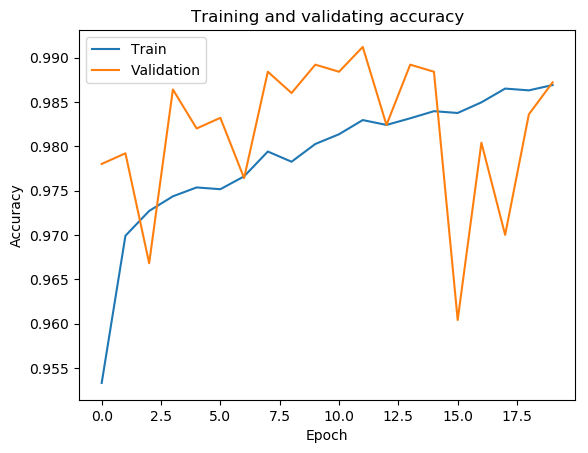 Training and validating accuracy
Train
Validation
0.990
0.985
0.980
0.975
0.970
0.965
0.960
0.955
Accuracy
0.0 2.5 5.0 7.5 10.0 12.5 15.0 17.5
Epoch